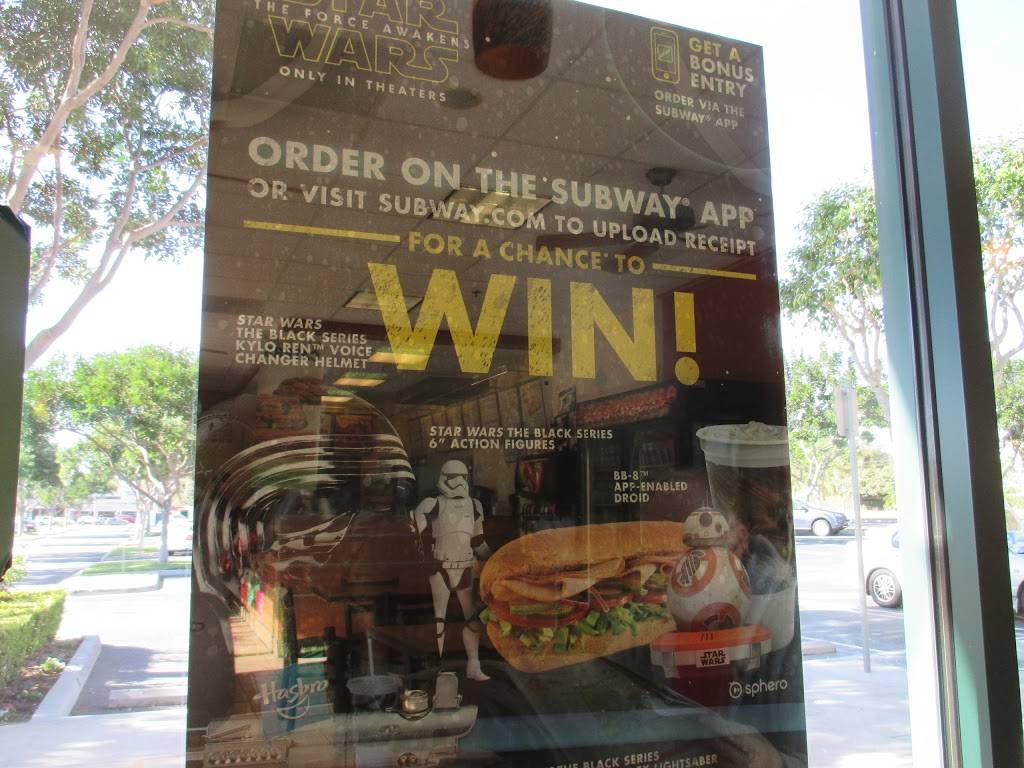 STAR
THE FORCE AWAKENS
WARS
ONLY IN THEATERS
GET A
BONUS
ENTRY
ORDER VIA THE
SUBWAY® APP
ORDER ON THE SUBWAY® APP
OR VISIT SUBWAY.COM TO UPLOAD RECEIPT
FOR A CHANCE* TO
WIN!
STAR WARS
THE BLACK SERIES
KYLO REN™ VOICE
CHANGER HELMET
STAR WARS THE BLACK SERIES
6" ACTION FIGURES
BB-8™
APP-ENABLED
DROID
STAR
WARS
Hasbro
sphero
BLACK SERIES
LIGHTSABER